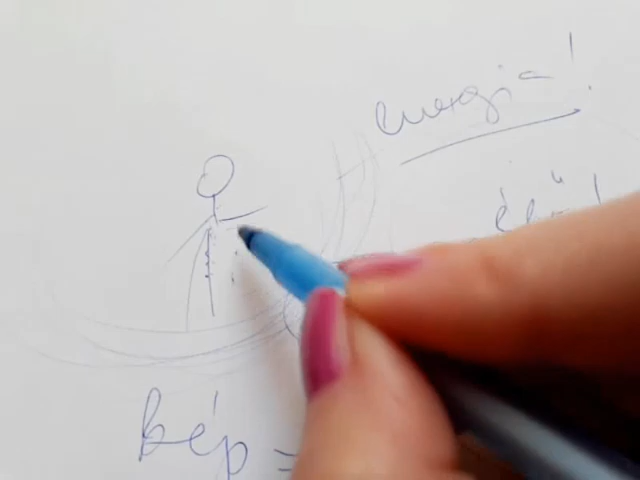 energia!
kép =